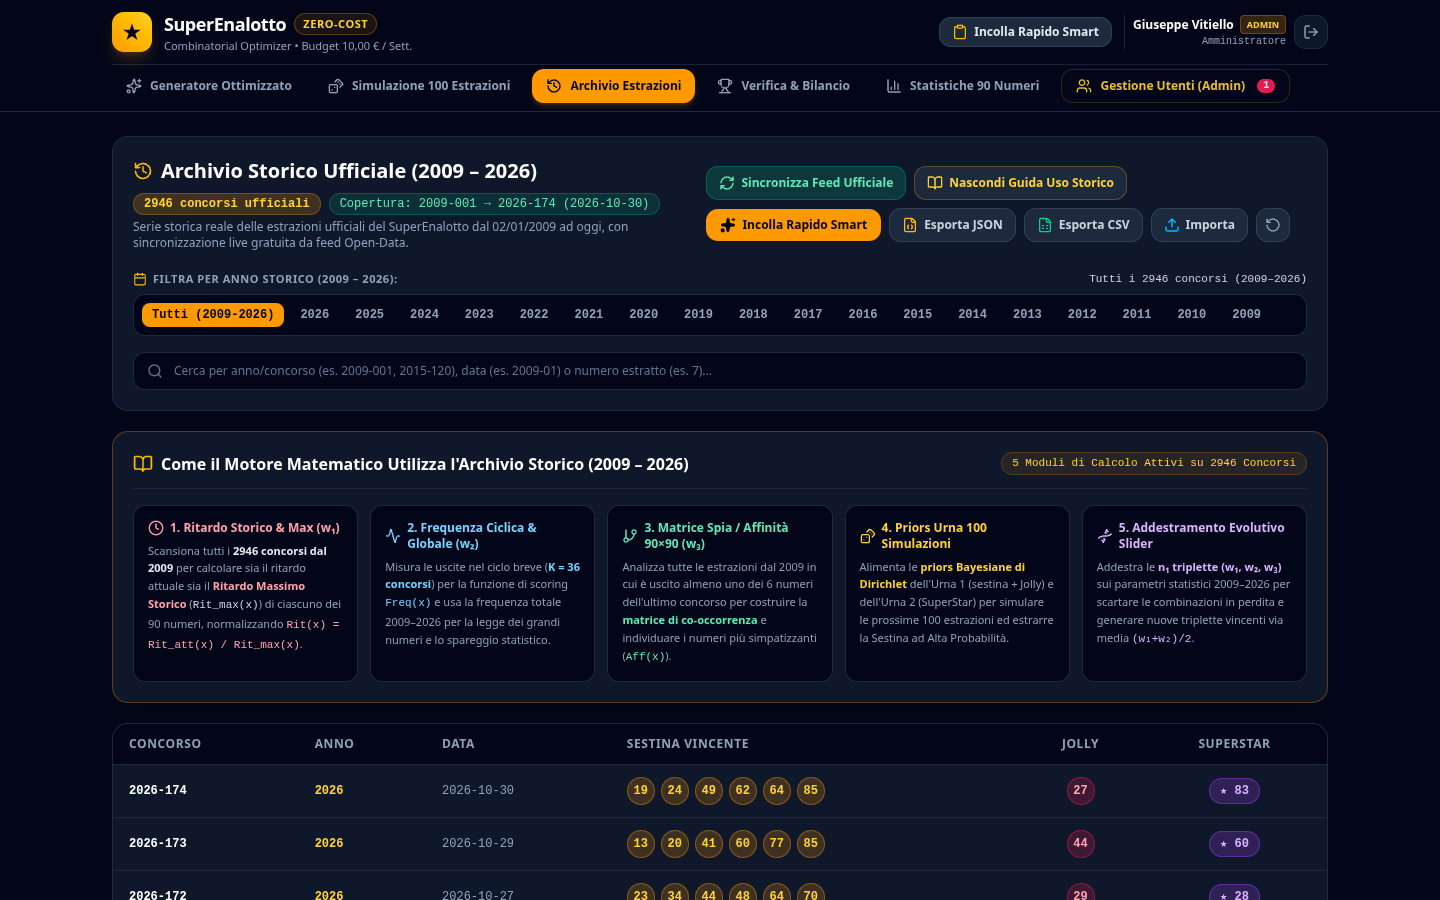 SuperEnalotto ZERO-COST
Combinatorial Optimizer • Budget 10,00 € / Sett.
Incolla Rapido Smart
Giuseppe Vitiello ADMIN
Amministratore
Generatore Ottimizzato
Simulazione 100 Estrazioni
Archivio Estrazioni
Verifica & Bilancio
Statistiche 90 Numeri
Gestione Utenti (Admin) 1
Archivio Storico Ufficiale (2009 – 2026)
2946 concorsi ufficiali
Copertura: 2009-001 → 2026-174 (2026-10-30)
Serie storica reale delle estrazioni ufficiali del SuperEnalotto dal 02/01/2009 ad oggi, con
sincronizzazione live gratuita da feed Open-Data.
Sincronizza Feed Ufficiale
Nascondi Guida Uso Storico
Incolla Rapido Smart
Esporta JSON
Esporta CSV
Importa
FILTRA PER ANNO STORICO (2009 – 2026):
Tutti i 2946 concorsi (2009–2026)
Tutti (2009-2026) 2026 2025 2024 2023 2022 2021 2020 2019 2018 2017 2016 2015 2014 2013 2012 2011 2010 2009
Cerca per anno/concorso (es. 2009-001, 2015-120), data (es. 2009-01) o numero estratto (es. 7)...
Come il Motore Matematico Utilizza l'Archivio Storico (2009 – 2026)
5 Moduli di Calcolo Attivi su 2946 Concorsi
1. Ritardo Storico & Max (w₁)
Scansiona tutti i 2946 concorsi dal
2009 per calcolare sia il ritardo
attuale sia il Ritardo Massimo
Storico (Rit_max(x)) di ciascuno dei
90 numeri, normalizzando Rit(x) =
Rit_att(x) / Rit_max(x).
2. Frequenza Ciclica &
Globale (w₂)
Misura le uscite nel ciclo breve (K = 36
concorsi) per la funzione di scoring
Freq(x) e usa la frequenza totale
2009–2026 per la legge dei grandi
numeri e lo spareggio statistico.
3. Matrice Spia / Affinità
90×90 (w₃)
Analizza tutte le estrazioni dal 2009 in
cui è uscito almeno uno dei 6 numeri
dell'ultimo concorso per costruire la
matrice di co-occorrenza e
individuare i numeri più simpatizzanti
(Aff(x)).
4. Priors Urna 100
Simulazioni
Alimenta le priors Bayesiane di
Dirichlet dell'Urna 1 (sestina + Jolly) e
dell'Urna 2 (SuperStar) per simulare
le prossime 100 estrazioni ed estrarre
la Sestina ad Alta Probabilità.
5. Addestramento Evolutivo
Slider
Addestra le n₁ triplette (w₁, w₂, w₃)
sui parametri statistici 2009–2026 per
scartare le combinazioni in perdita e
generare nuove triplette vincenti via
media (w₁+w₂)/2.
CONCORSO ANNO DATA SESTINA VINCENTE JOLLY SUPERSTAR
2026-174 2026 2026-10-30 19 24 49 62 64 85 27 ★ 83
2026-173 2026 2026-10-29 13 20 41 60 77 85 44 ★ 60
2026-172 2026 2026-10-27 23 34 44 48 64 70 29 ★ 28